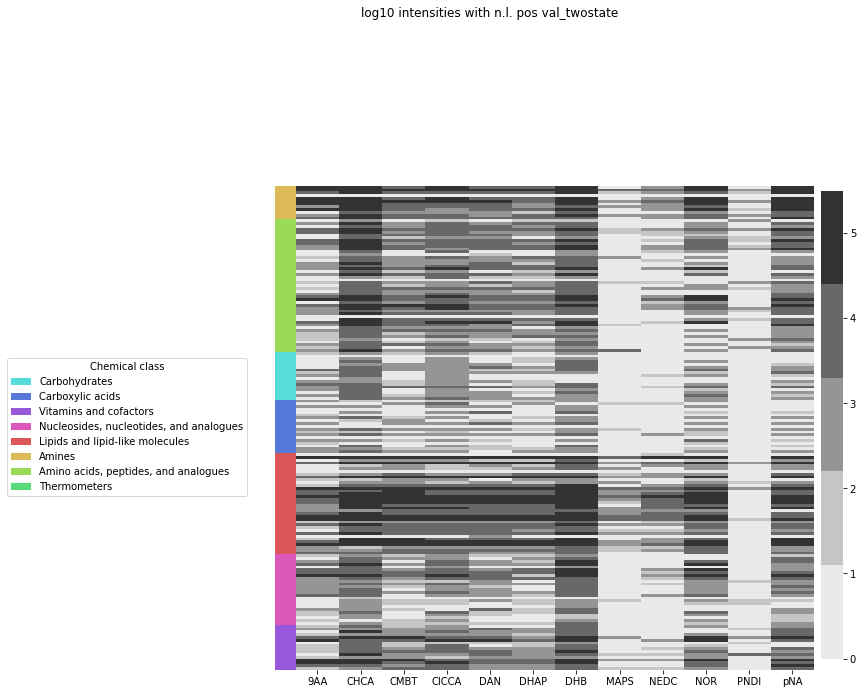 log10 intensities with n.l. pos val_twostate
5
4
3
2
1
0
Chemical class
Carbohydrates
Carboxylic acids
Vitamins and cofactors
Nucleosides, nucleotides, and analogues
Lipids and lipid-like molecules
Amines
Amino acids, peptides, and analogues
Thermometers
9AA CHCA CMBT ClCCA DAN DHAP DHB MAPS NEDC NOR PNDI pNA